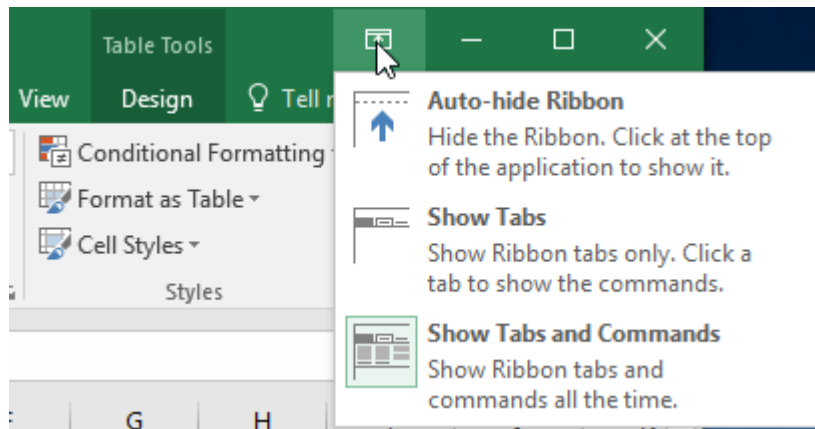 Table Tools
View Design Tell
Auto-hide Ribbon
Hide the Ribbon. Click at the top
of the application to show it.
Show Tabs
Show Ribbon tabs only. Click a
tab to show the commands.
Show Tabs and Commands
Show Ribbon tabs and
commands all the time.
Conditional Formatting
Format as Table
Cell Styles
Styles
G H